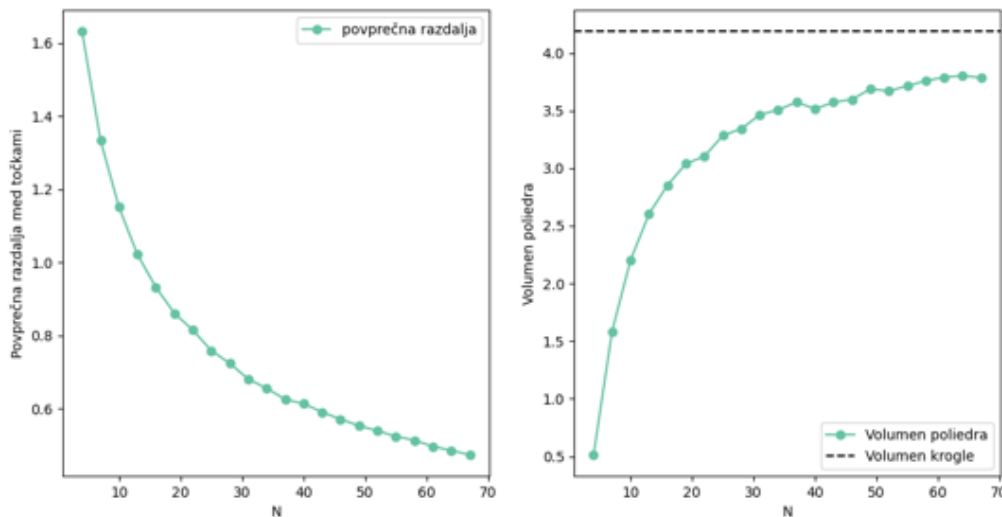 Povprečna razdalja med točkami
1.6
1.4
1.2
1.0
0.8
0.6
povprečna razdalja
10 20 30 40 50 60 70
N
Volumen poliedra
4.0
3.5
3.0
2.5
2.0
1.5
1.0
0.5
Volumen poliedra
Volumen krogle
10 20 30 40 50 60 70
N